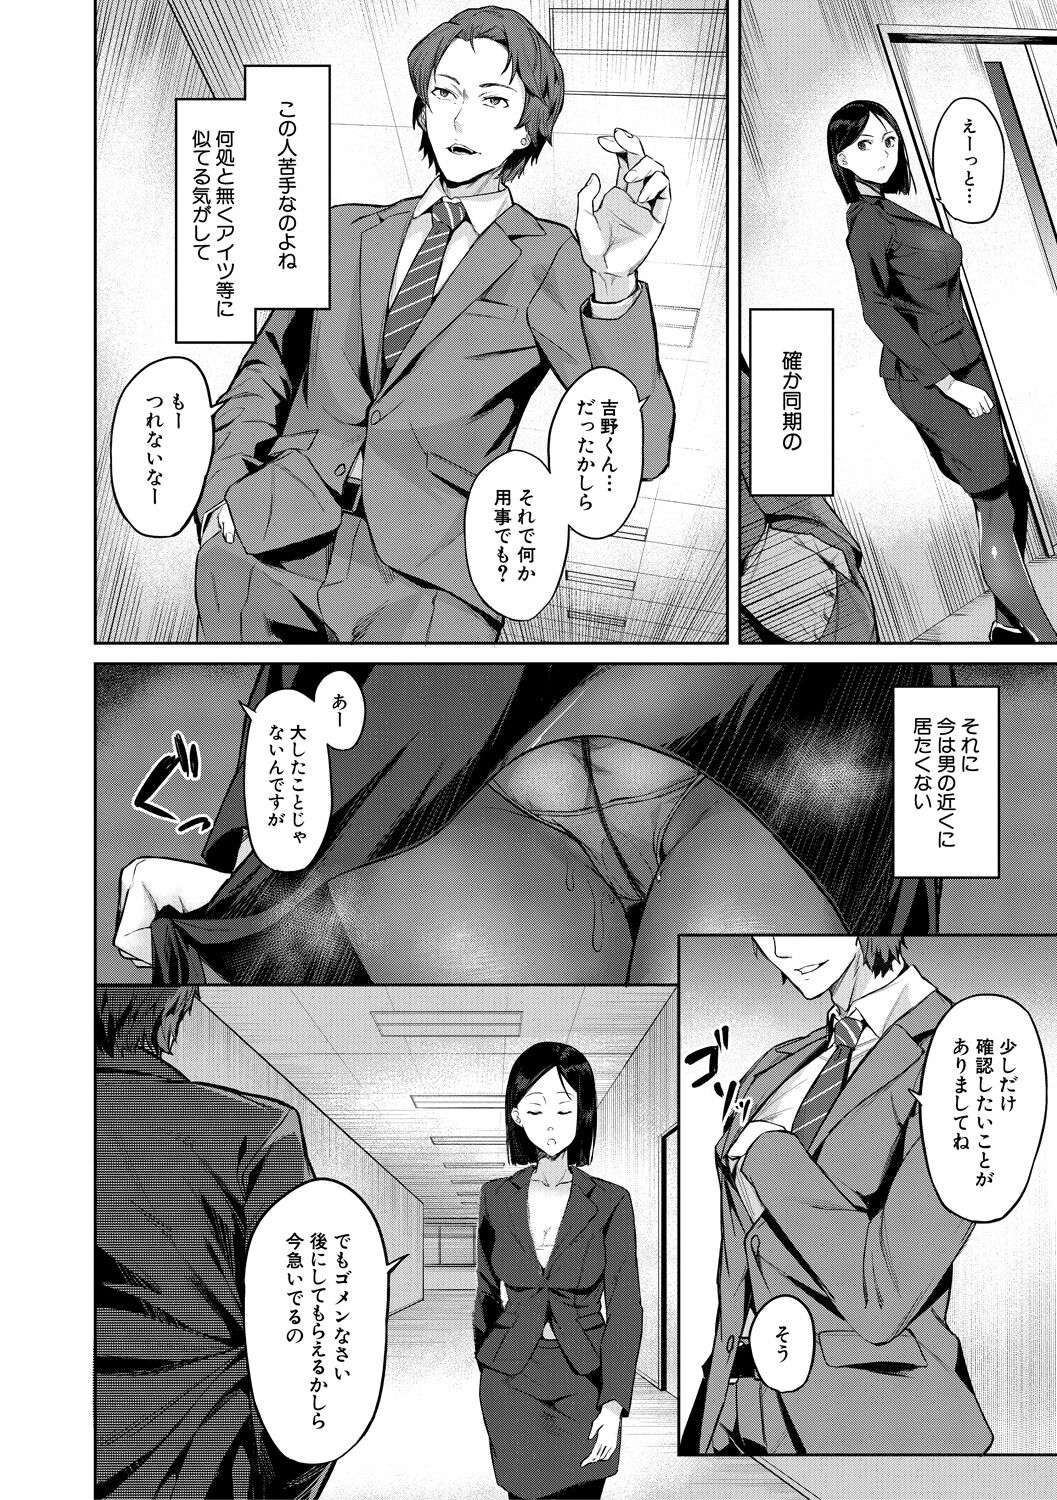 えーっと…
確か同期の
吉野くん…
だったかしら
それで何か
用事でも?
この人苦手なのよね
何処と無くアイツ等に
似てる気がして
もー
つれないなー
それに
今は男の近くに
居たくない
あー
大したことじゃ
ないんですが
ぐい
少しだけ
確認したいことが
ありましてね
ゴソ
そう
でもゴメンなさい
後にしてもらえるかしら
今急いでるの